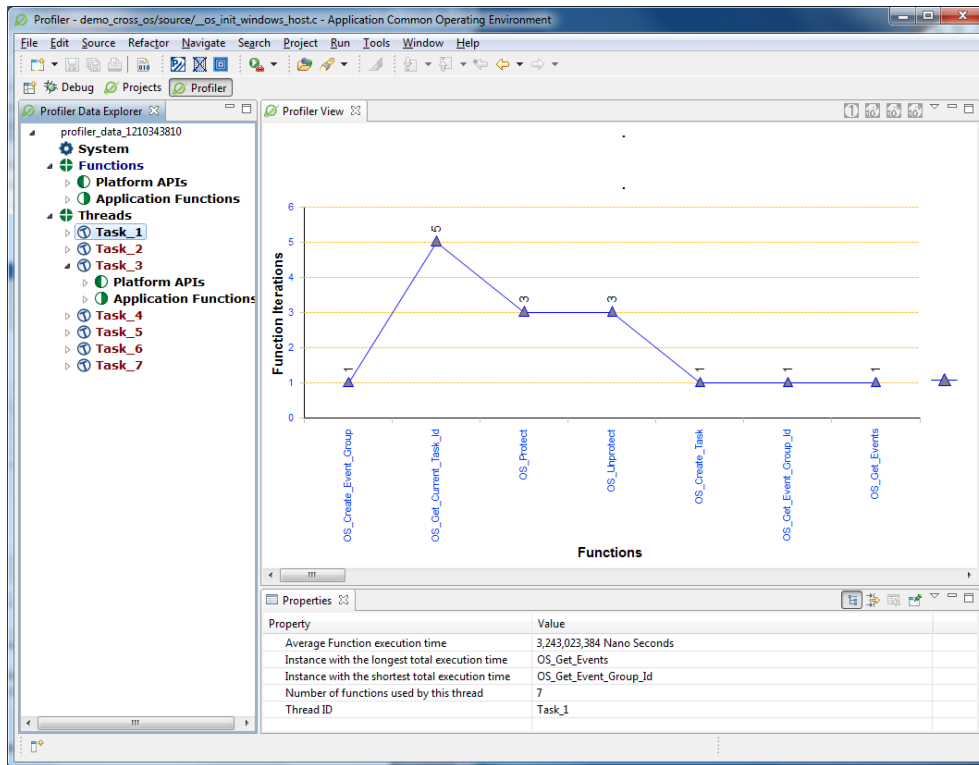 Profiler - demo_cross_os/source/__os_init_windows_host.c - Application Common Operating Environment
File Edit Source Refactor Navigate Search Project Run Tools Window Help
Debug Projects Profiler
Profiler Data Explorer
profiler_data_1210343810
System
Functions
Platform APIs
Application Functions
Threads
Task_1
Task_2
Task_3
Platform APIs
Application Functions
Task_4
Task_5
Task_6
Task_7
Profiler View
Function Iterations
6
5
4
3
2
1
0
1
5
3
3
1
1
1
OS_Create_Event_Group
OS_Get_Current_Task_Id
OS_Protect
OS_Unprotect
OS_Create_Task
OS_Get_Event_Group_Id
OS_Get_Events
Functions
Properties
Property Value
Average Function execution time 3,243,023,384 Nano Seconds
Instance with the longest total execution time OS_Get_Events
Instance with the shortest total execution time OS_Get_Event_Group_Id
Number of functions used by this thread 7
Thread ID Task_1